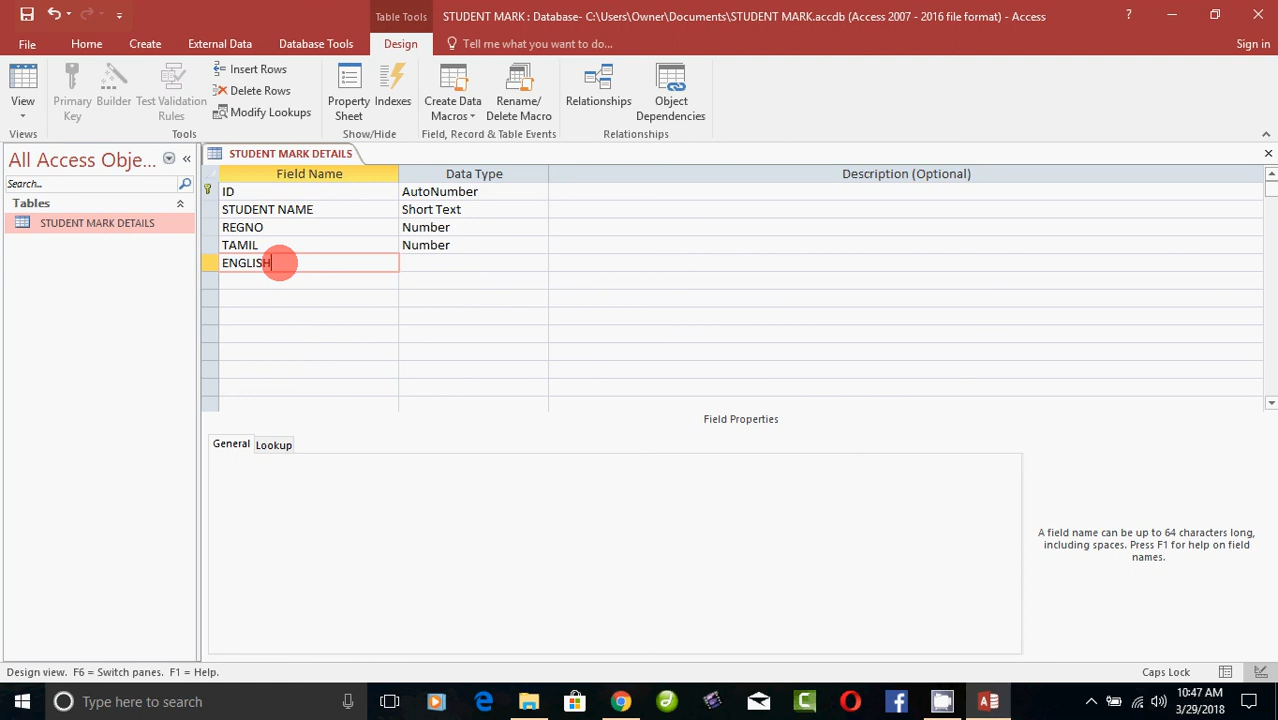 Table Tools
STUDENT MARK : Database- C:\Users\Owner\Documents\STUDENT MARK.accdb (Access 2007 - 2016 file format) - Access
?
File
Home
Create
External Data
Database Tools
Design
Tell me what you want to do...
Sign in
View
Primary Key
Builder
Test Validation Rules
Insert Rows
Delete Rows
Modify Lookups
Property Sheet
Indexes
Create Data Macros
Rename/ Delete Macro
Relationships
Object Dependencies
Views
Tools
Show/Hide
Field, Record & Table Events
Relationships
All Access Obje...
Search...
Tables
STUDENT MARK DETAILS
STUDENT MARK DETAILS
Field Name Data Type Description (Optional)
ID AutoNumber
STUDENT NAME Short Text
REGNO Number
TAMIL Number
ENGLISH
Field Properties
General Lookup
A field name can be up to 64 characters long,
including spaces. Press F1 for help on field
names.
Design view. F6 = Switch panes. F1 = Help.
Caps Lock
Type here to search
10:47 AM
3/29/2018